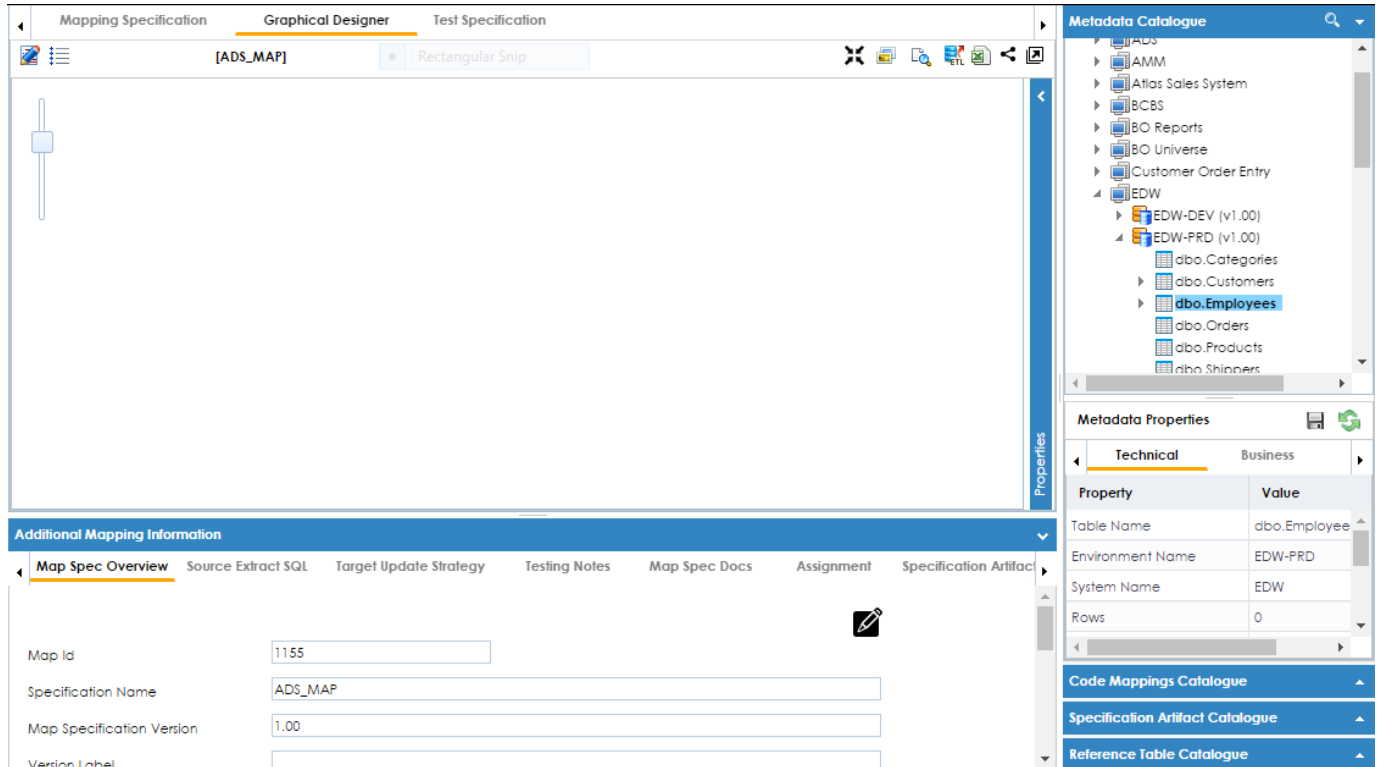 Mapping Specification
Graphical Designer
Test Specification
[ADS_MAP]
Rectangular Snip
ETL
Properties
Additional Mapping Information
Map Spec Overview
Source Extract SQL
Target Update Strategy
Testing Notes
Map Spec Docs
Assignment
Specification Artifact
Map Id
1155
Specification Name
ADS_MAP
Map Specification Version
1.00
Version Label
Metadata Catalogue
ADS
AMM
Atlas Sales System
BCBS
BO Reports
BO Universe
Customer Order Entry
EDW
EDW-DEV (v1.00)
EDW-PRD (v1.00)
dbo.Categories
dbo.Customers
dbo.Employees
dbo.Orders
dbo.Products
dbo.Shippers
Metadata Properties
Technical
Business
Property
Value
Table Name
dbo.Employee
Environment Name
EDW-PRD
System Name
EDW
Rows
0
Code Mappings Catalogue
Specification Artifact Catalogue
Reference Table Catalogue